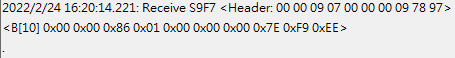 2022/2/24 16:20:14.221: Receive S9F7 <Header: 00 00 09 07 00 00 00 09 78 97>
<B[10] 0x00 0x00 0x86 0x01 0x00 0x00 0x00 0x7E 0xF9 0xEE>
.